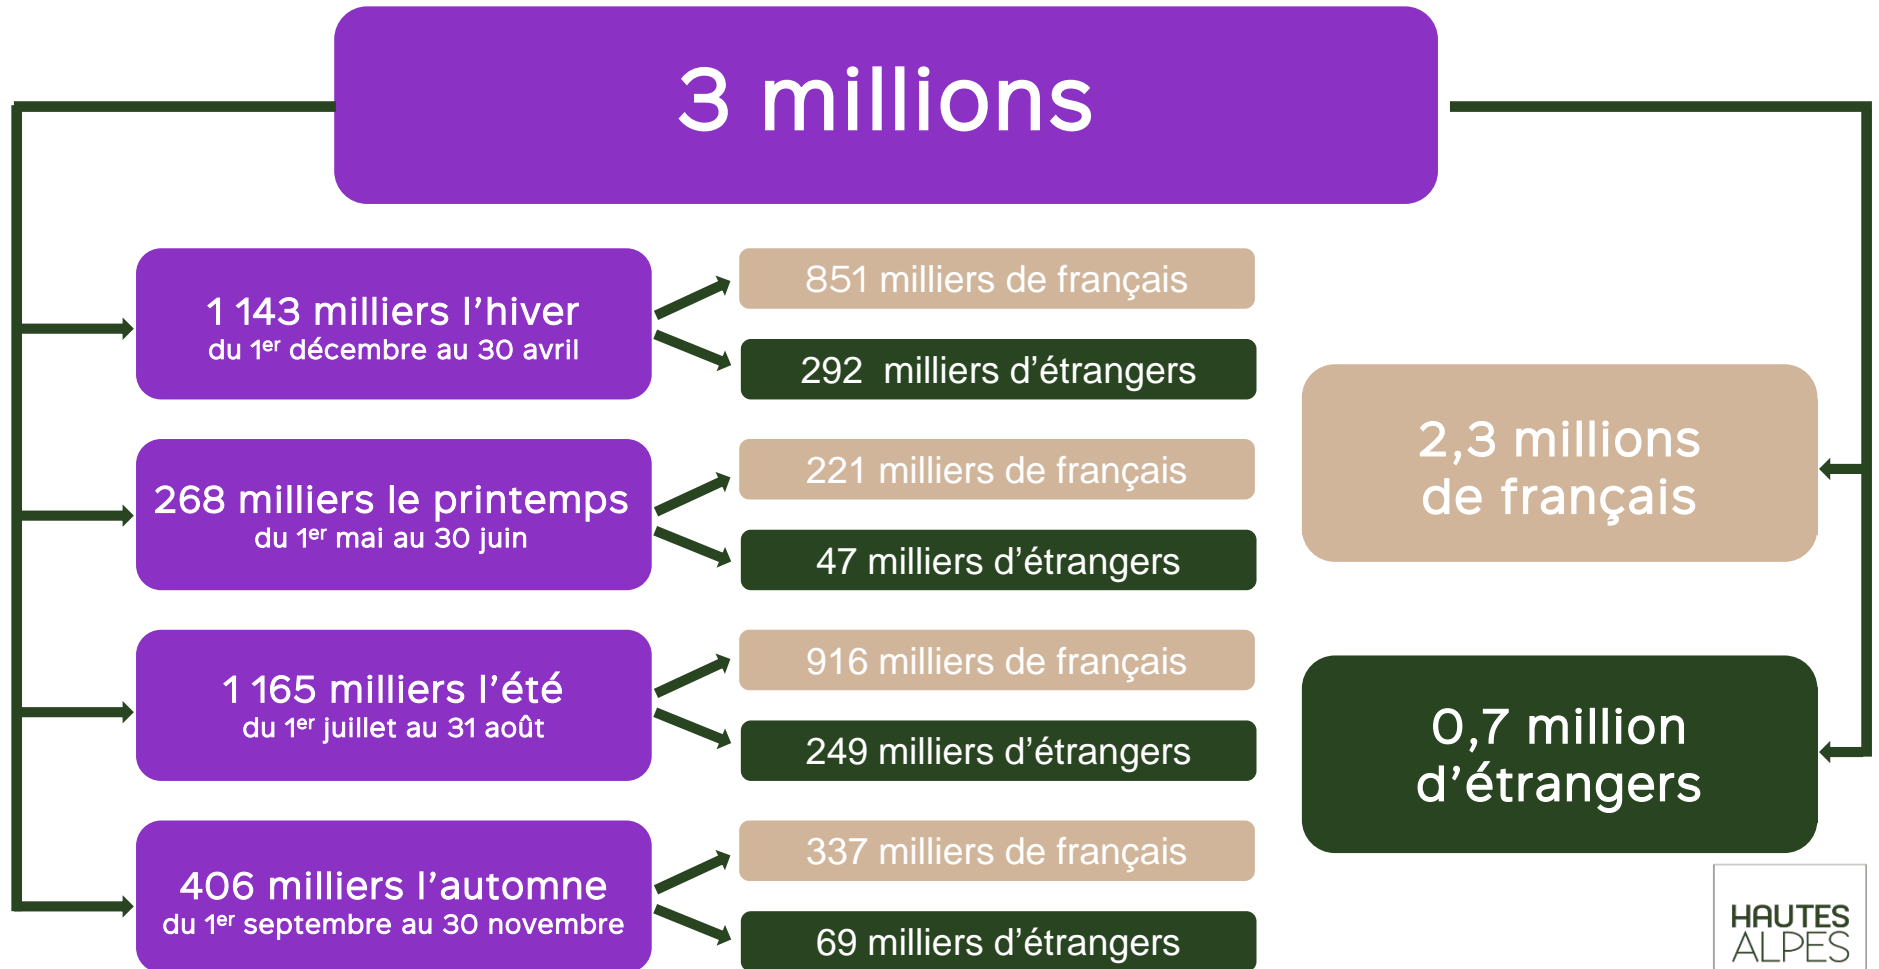 3 millions
1 143 milliers l’hiver
du 1er décembre au 30 avril
851 milliers de français
292 milliers d’étrangers
268 milliers le printemps
du 1er mai au 30 juin
221 milliers de français
47 milliers d’étrangers
1 165 milliers l’été
du 1er juillet au 31 août
916 milliers de français
249 milliers d’étrangers
406 milliers l’automne
du 1er septembre au 30 novembre
337 milliers de français
69 milliers d’étrangers
2,3 millions
de français
0,7 million
d’étrangers
HAUTES
ALPES